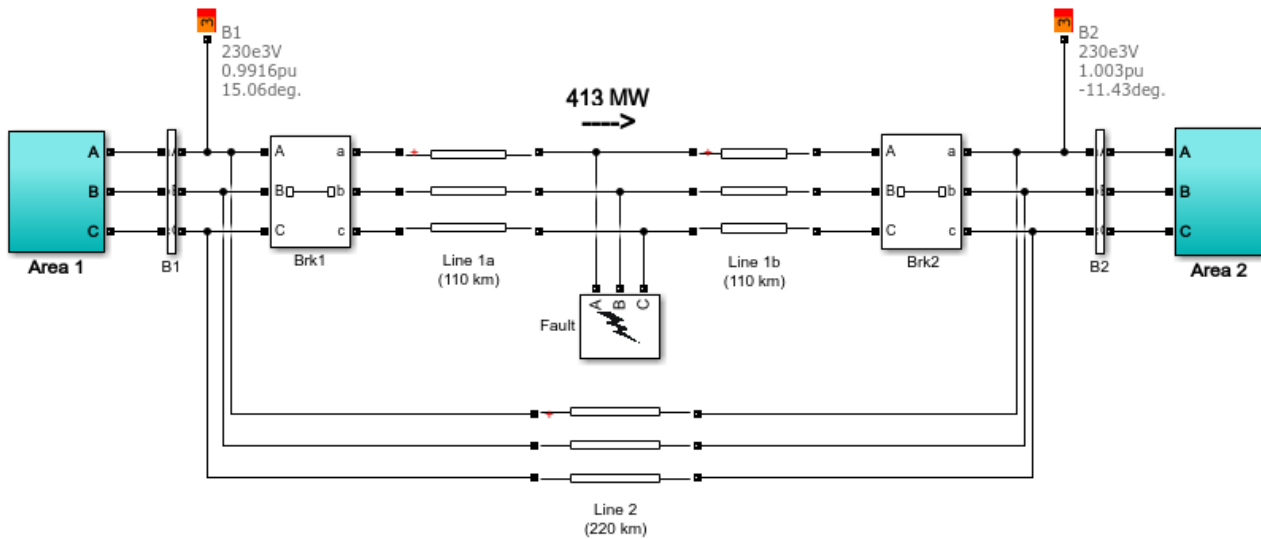 3
B1
230e3V
0.9916pu
15.06deg.
3
B2
230e3V
1.003pu
-11.43deg.
413 MW
---->
A
B
C
Area 1
A
B
C
B1
A a
B b
C c
Brk1
Line 1a
(110 km)
A
B
C
Fault
Line 1b
(110 km)
A a
B b
C c
Brk2
B2
A
B
C
Area 2
Line 2
(220 km)